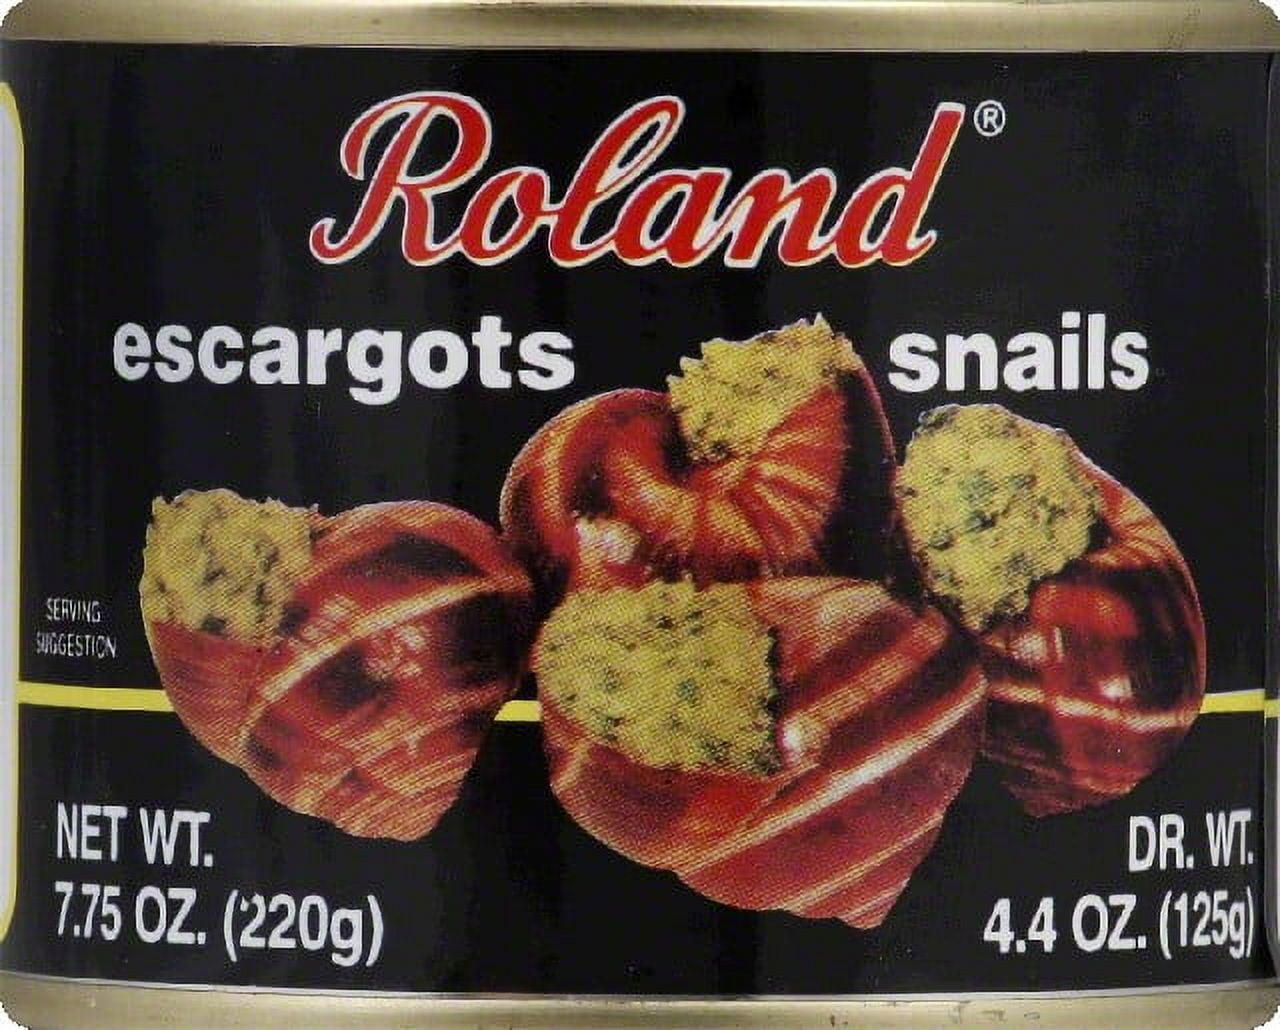 Roland®
escargots snails
SERVING
SUGGESTION
NET WT.
7.75 OZ. (220g)
DR. WT.
4.4 OZ. (125g)